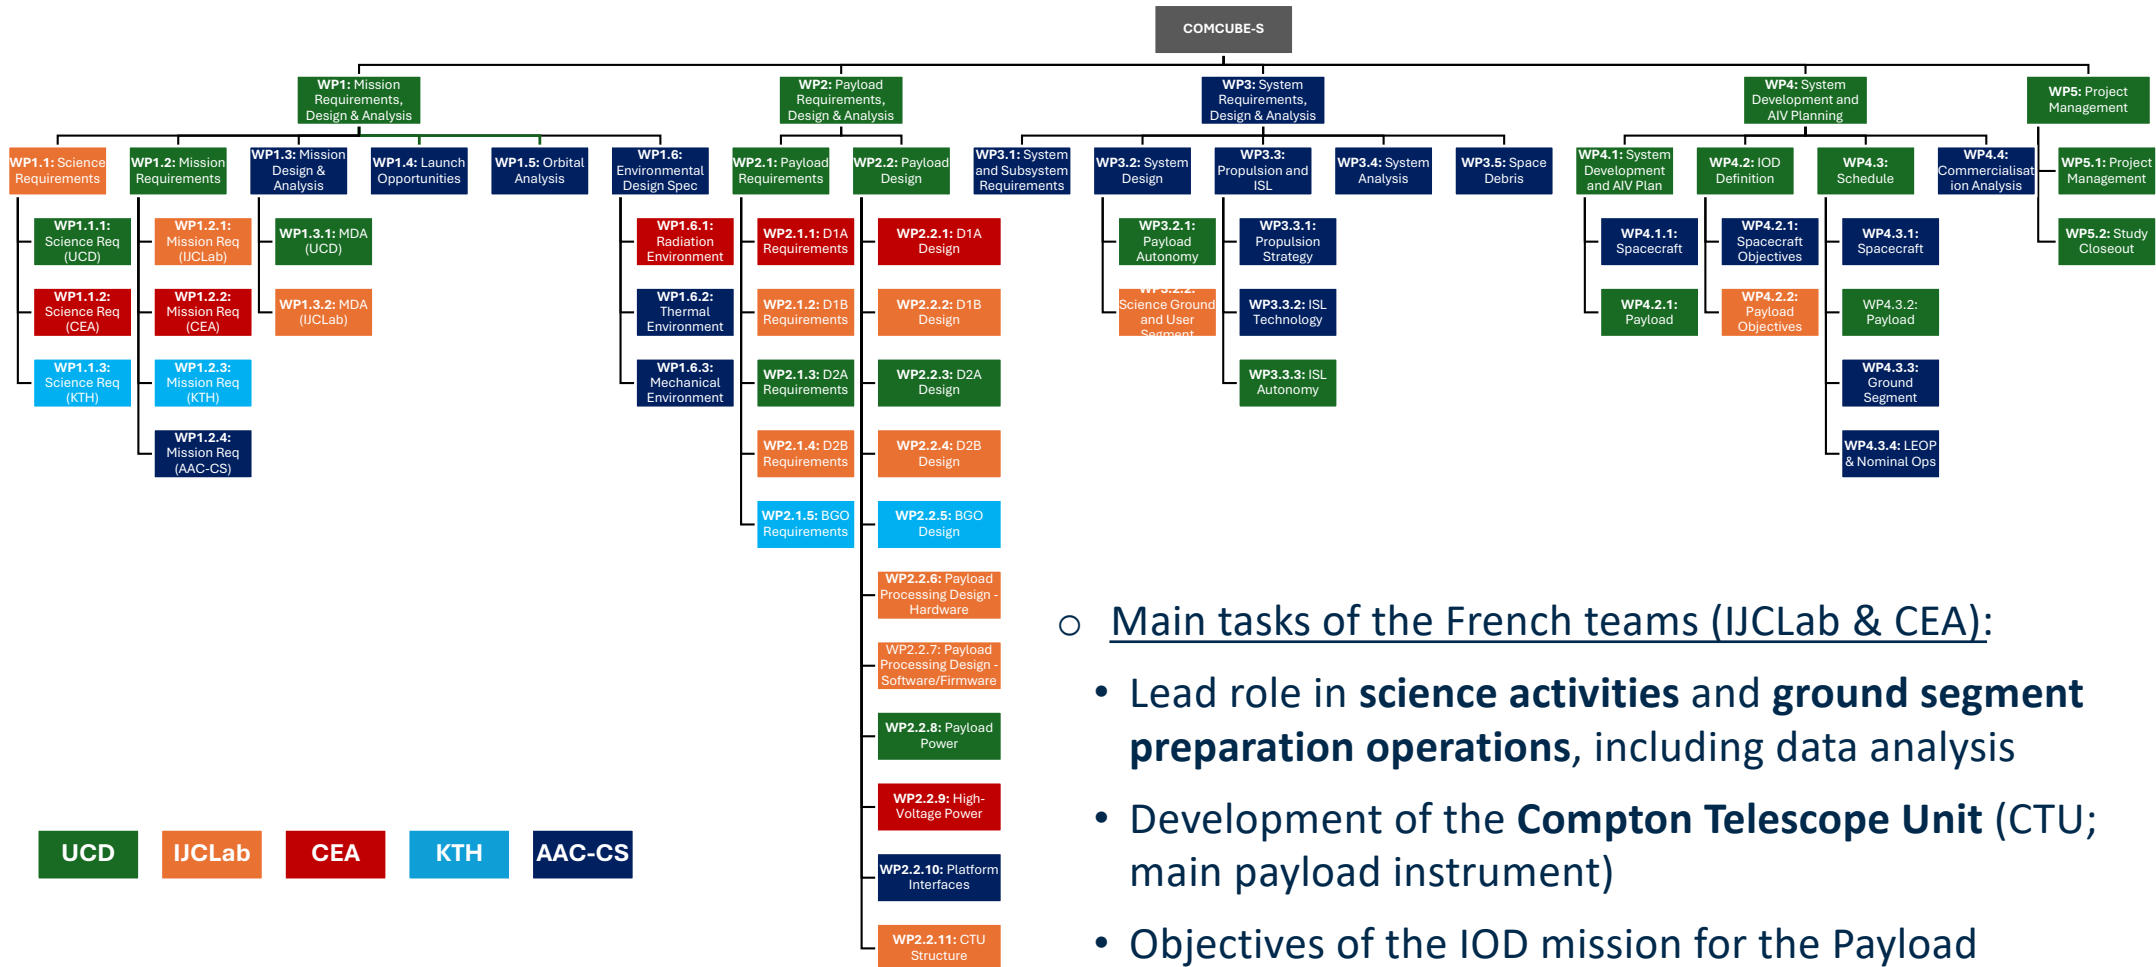 COMCUBE-S
WP1: Mission
Requirements,
Design & Analysis
WP2: Payload
Requirements,
Design & Analysis
WP3: System
Requirements,
Design & Analysis
WP4: System
Development and
AIV Planning
WP5: Project
Management
WP1.1: Science
Requirements
WP1.2: Mission
Requirements
WP1.3: Mission
Design &
Analysis
WP1.4: Launch
Opportunities
WP1.5: Orbital
Analysis
WP1.6:
Environmental
Design Spec
WP2.1: Payload
Requirements
WP2.2: Payload
Design
WP3.1: System
and Subsystem
Requirements
WP3.2: System
Design
WP3.3:
Propulsion and
ISL
WP3.4: System
Analysis
WP3.5: Space
Debris
WP4.1: System
Development
and AIV Plan
WP4.2: IOD
Definition
WP4.3:
Schedule
WP4.4:
Commercialisat
ion Analysis
WP5.1: Project
Management
WP5.2: Study
Closeout
WP1.1.1:
Science Req
(UCD)
WP1.1.2:
Science Req
(CEA)
WP1.1.3:
Science Req
(KTH)
WP1.2.1:
Mission Req
(IJCLab)
WP1.2.2:
Mission Req
(CEA)
WP1.2.3:
Mission Req
(KTH)
WP1.2.4:
Mission Req
(AAC-CS)
WP1.3.1: MDA
(UCD)
WP1.3.2: MDA
(IJCLab)
WP1.6.1:
Radiation
Environment
WP1.6.2:
Thermal
Environment
WP1.6.3:
Mechanical
Environment
WP2.1.1: D1A
Requirements
WP2.1.2: D1B
Requirements
WP2.1.3: D2A
Requirements
WP2.1.4: D2B
Requirements
WP2.1.5: BGO
Requirements
WP2.2.1: D1A
Design
WP2.2.2: D1B
Design
WP2.2.3: D2A
Design
WP2.2.4: D2B
Design
WP2.2.5: BGO
Design
WP2.2.6: Payload
Processing Design -
Hardware
WP2.2.7: Payload
Processing Design -
Software/Firmware
WP2.2.8: Payload
Power
WP2.2.9: High-
Voltage Power
WP2.2.10: Platform
Interfaces
WP2.2.11: CTU
Structure
WP3.2.1:
Payload
Autonomy
WP3.2.2:
Science Ground
and User
Segment
WP3.3.1:
Propulsion
Strategy
WP3.3.2: ISL
Technology
WP3.3.3: ISL
Autonomy
WP4.1.1:
Spacecraft
WP4.2.1:
Payload
WP4.2.1:
Spacecraft
Objectives
WP4.2.2:
Payload
Objectives
WP4.3.1:
Spacecraft
WP4.3.2:
Payload
WP4.3.3:
Ground
Segment
WP4.3.4: LEOP
& Nominal Ops
UCD
IJCLab
CEA
KTH
AAC-CS
○ Main tasks of the French teams (IJCLab & CEA):
• Lead role in science activities and ground segment
preparation operations, including data analysis
• Development of the Compton Telescope Unit (CTU;
main payload instrument)
• Objectives of the IOD mission for the Payload